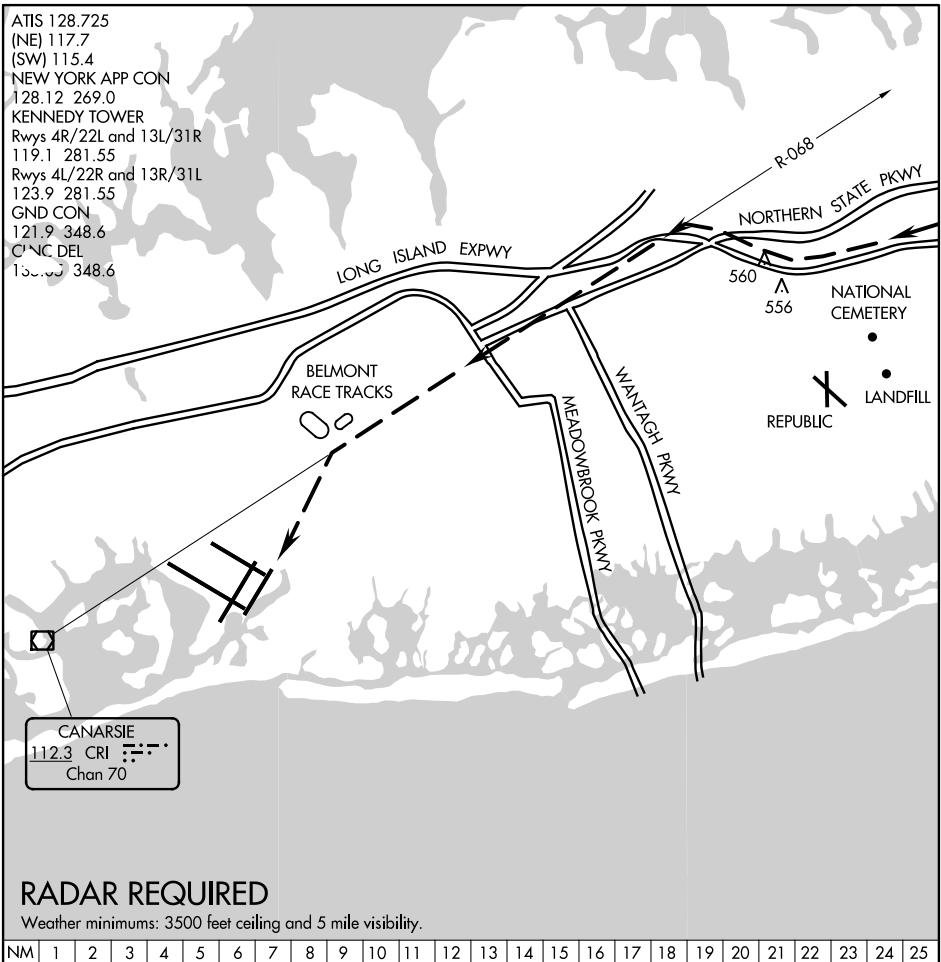 ATIS 128.725
(NE) 117.7
(SW) 115.4
NEW YORK APP CON
128.12 269.0
KENNEDY TOWER
Rwys 4R/22L and 13L/31R
119.1 281.55
Rwys 4L/22R and 13R/31L
123.9 281.55
GND CON
121.9 348.6
DEL
348.6
R-068
NORTHERN STATE PKWY
LONG ISLAND EXPWY
560
556
NATIONAL
CEMETERY
LANDFILL
REPUBLIC
BELMONT
RACE TRACKS
WANTAGH PKWY
MEADOWBROOK PKWY
CANARSIE
112.3 CRI
Chan 70
RADAR REQUIRED
Weather minimums: 3500 feet ceiling and 5 mile visibility.
NM 1 2 3 4 5 6 7 8 9 10 11 12 13 14 15 16 17 18 19 20 21 22 23 24 25